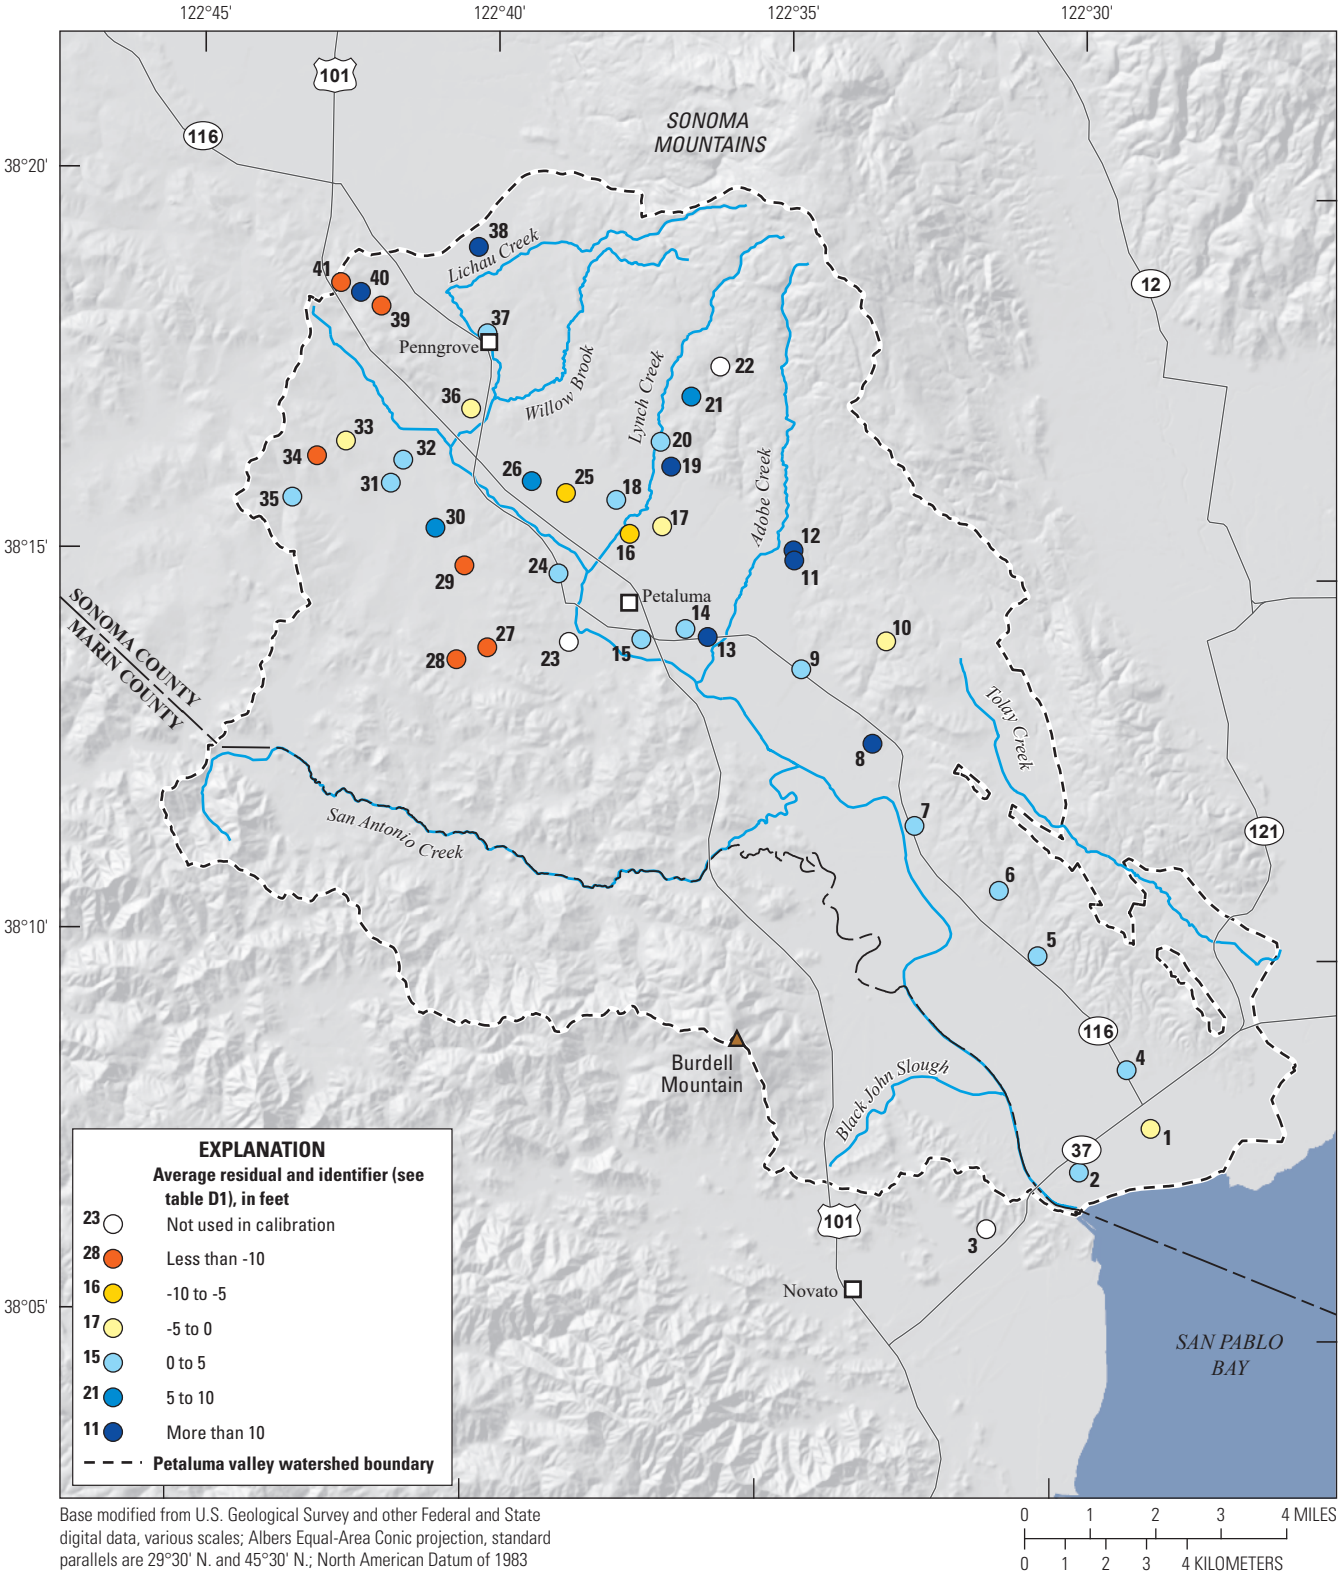 122°45'
122°40'
122°35'
122°30'
101
116
SONOMA
MOUNTAINS
38°20'
38
Lichau Creek
41
40
39
12
37
Penngrove
Willow Brook
Lynch Creek
22
36
21
33
34
32
20
19
35
31
26
25
18
Adobe Creek
30
17
16
12
11
38°15'
29
24
Petaluma
SONOMA COUNTY
MARIN COUNTY
14
10
27
28
23
15
13
9
Tolay Creek
8
San Antonio Creek
7
121
6
38°10'
5
116
Burdell
Mountain
4
Black John Slough
1
37
2
101
3
Novato
38°05'
SAN PABLO
BAY
EXPLANATION
Average residual and identifier (see
table D1), in feet
23 Not used in calibration
28 Less than -10
16 -10 to -5
17 -5 to 0
15 0 to 5
21 5 to 10
11 More than 10
Petaluma valley watershed boundary
Base modified from U.S. Geological Survey and other Federal and State
digital data, various scales; Albers Equal-Area Conic projection, standard
parallels are 29°30' N. and 45°30' N.; North American Datum of 1983
0 1 2 3 4 MILES
0 1 2 3 4 KILOMETERS